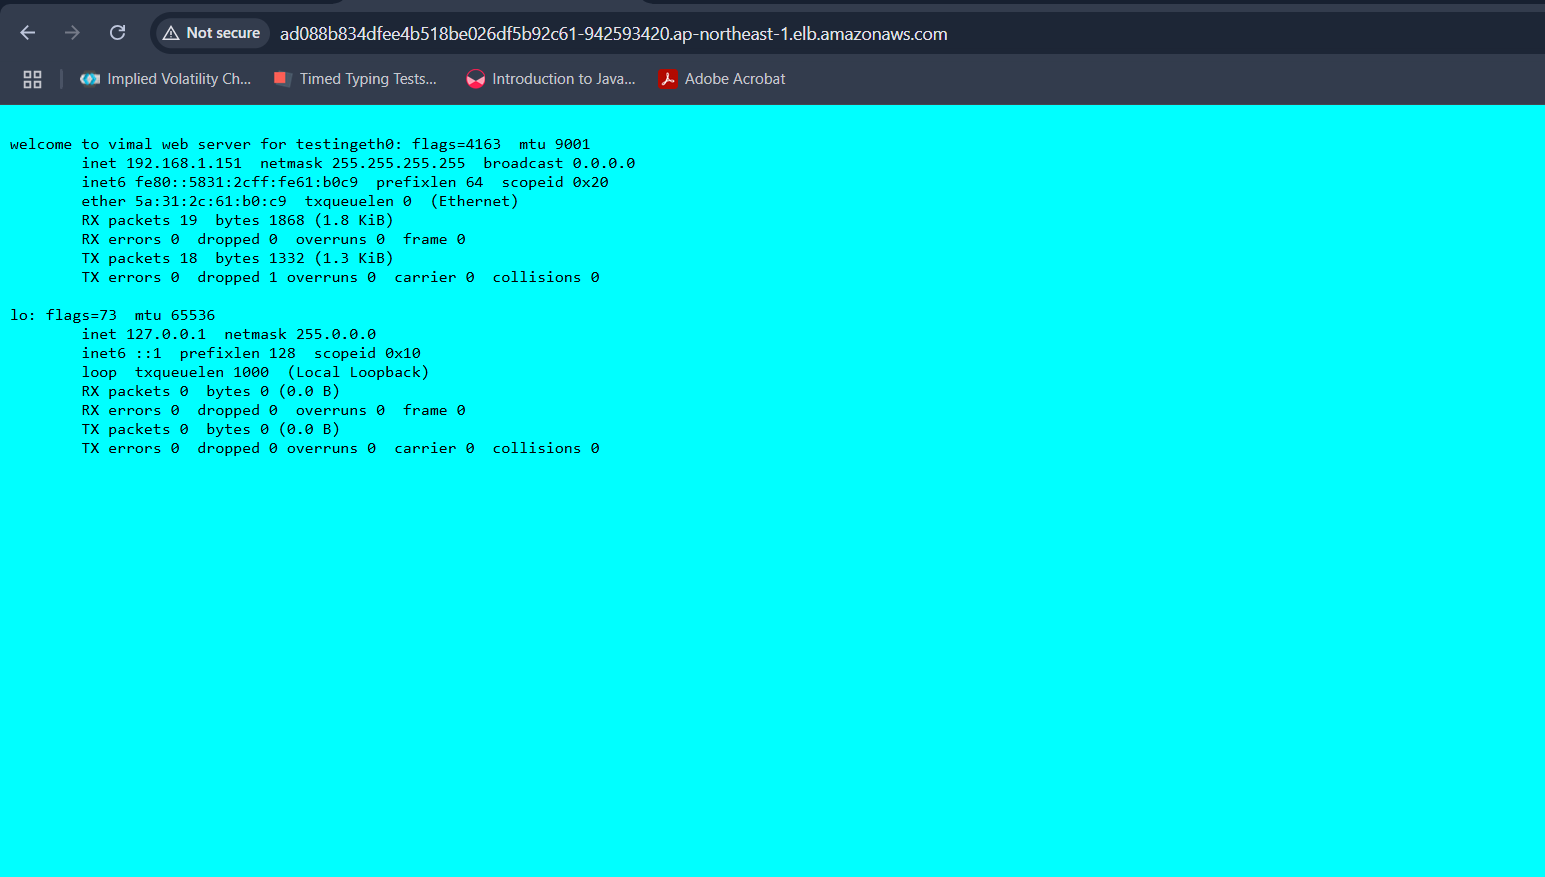 Not secure ad088b834dfee4b518be026df5b92c61-942593420.ap-northeast-1.elb.amazonaws.com
Implied Volatility Ch... Timed Typing Tests... Introduction to Java... Adobe Acrobat
welcome to vimal web server for testingeth0: flags=4163  mtu 9001
        inet 192.168.1.151  netmask 255.255.255.255  broadcast 0.0.0.0
        inet6 fe80::5831:2cff:fe61:b0c9  prefixlen 64  scopeid 0x20
        ether 5a:31:2c:61:b0:c9  txqueuelen 0  (Ethernet)
        RX packets 19  bytes 1868 (1.8 KiB)
        RX errors 0  dropped 0  overruns 0  frame 0
        TX packets 18  bytes 1332 (1.3 KiB)
        TX errors 0  dropped 1 overruns 0  carrier 0  collisions 0
lo: flags=73  mtu 65536
        inet 127.0.0.1  netmask 255.0.0.0
        inet6 ::1  prefixlen 128  scopeid 0x10
        loop  txqueuelen 1000  (Local Loopback)
        RX packets 0  bytes 0 (0.0 B)
        RX errors 0  dropped 0  overruns 0  frame 0
        TX packets 0  bytes 0 (0.0 B)
        TX errors 0  dropped 0 overruns 0  carrier 0  collisions 0